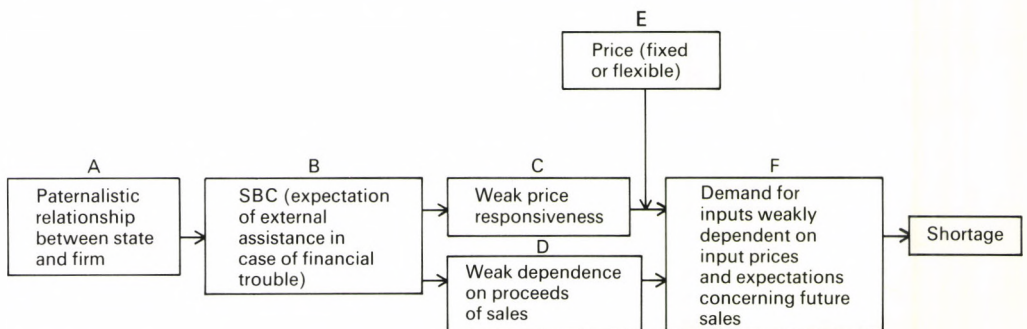 E
Price (fixed
or flexible)
A
Paternalistic
relationship
between state
and firm
B
SBC (expectation
of external
assistance in
case of financial
trouble)
C
Weak price
responsiveness
D
Weak dependence
on proceeds
of sales
F
Demand for
inputs weakly
dependent on
input prices
and expectations
concerning future
sales
Shortage